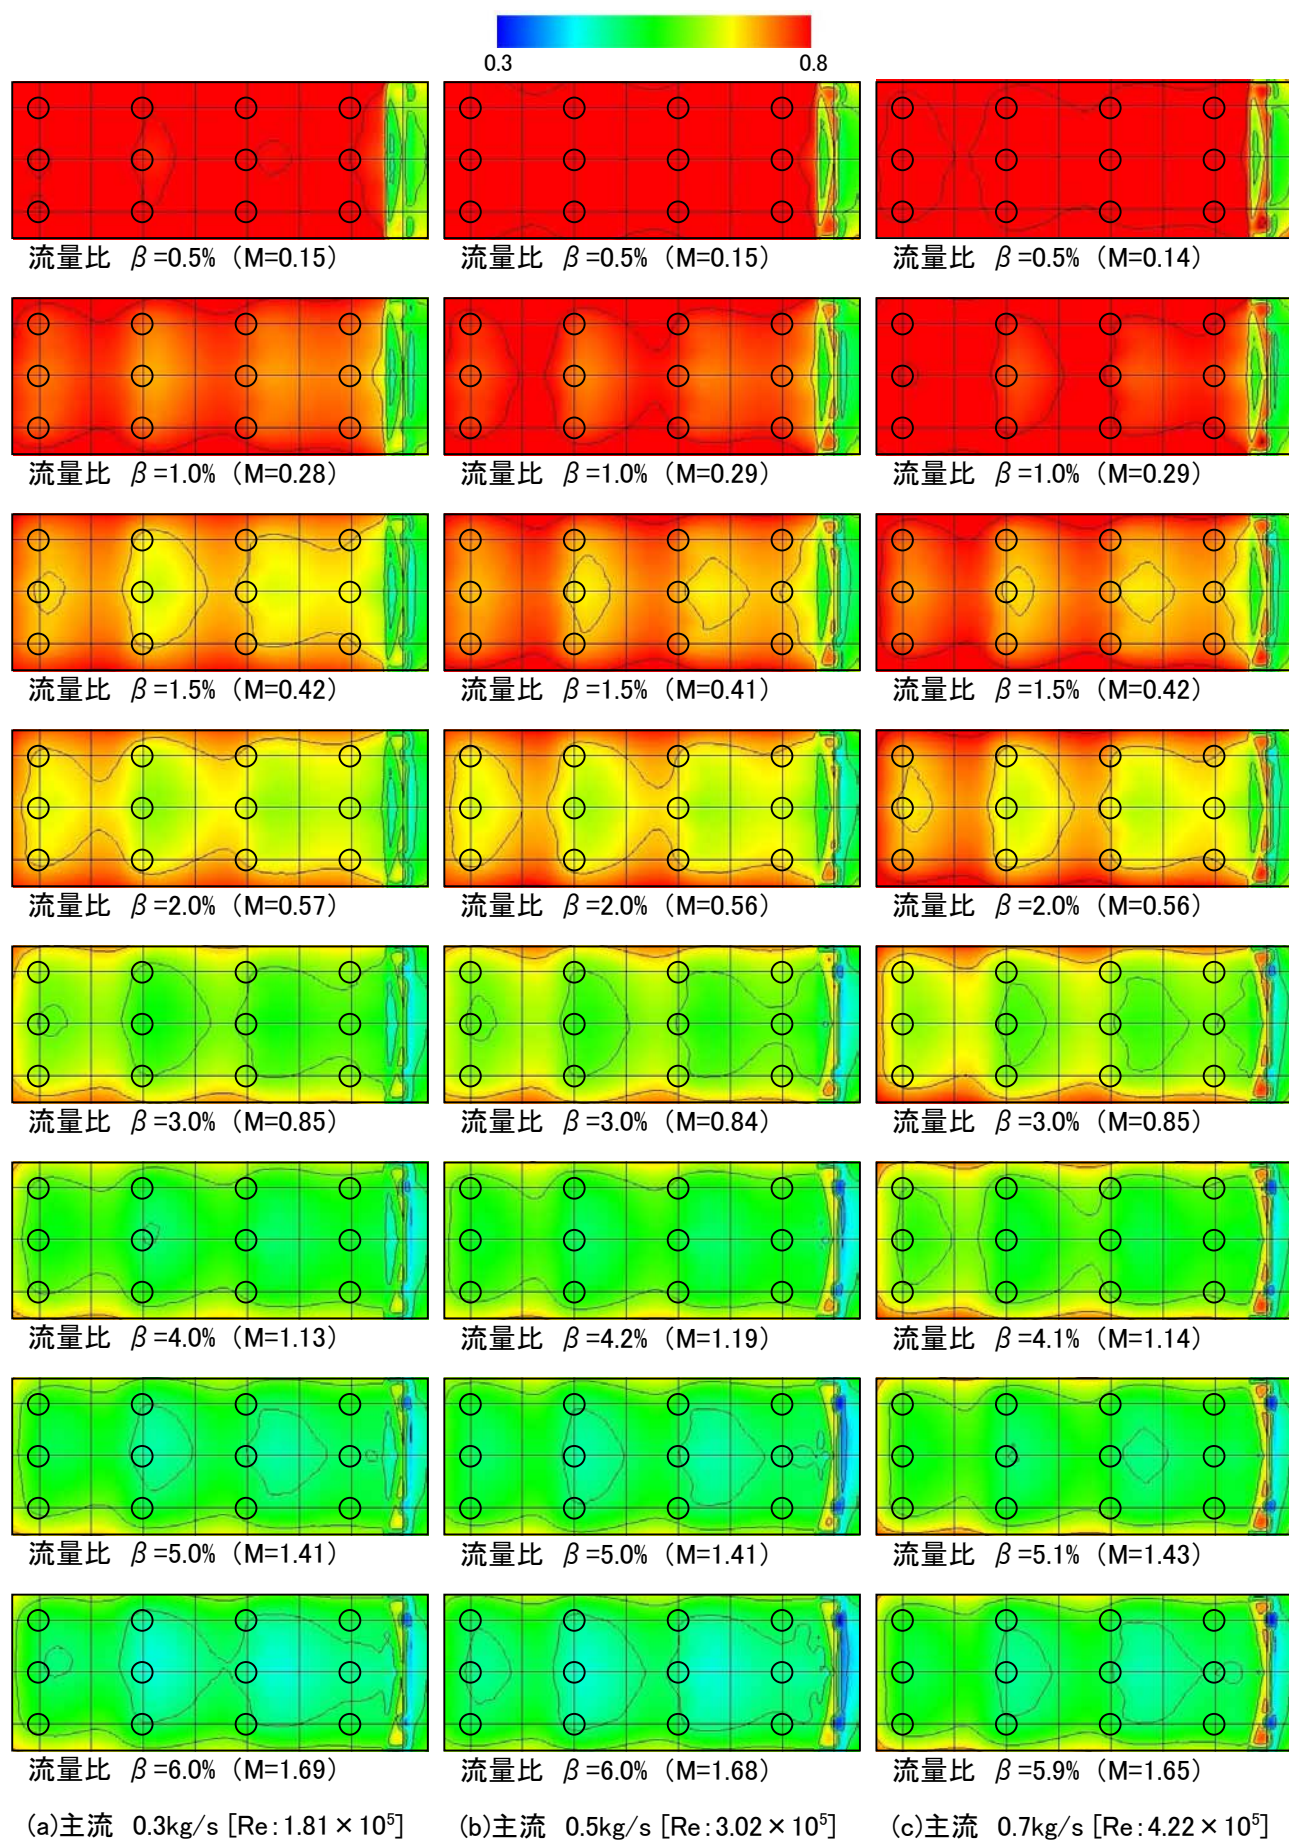 0.3 0.8
流量比 β=0.5% (M=0.15) 流量比 β=0.5% (M=0.15) 流量比 β=0.5% (M=0.14)
流量比 β=1.0% (M=0.28) 流量比 β=1.0% (M=0.29) 流量比 β=1.0% (M=0.29)
流量比 β=1.5% (M=0.42) 流量比 β=1.5% (M=0.41) 流量比 β=1.5% (M=0.42)
流量比 β=2.0% (M=0.57) 流量比 β=2.0% (M=0.56) 流量比 β=2.0% (M=0.56)
流量比 β=3.0% (M=0.85) 流量比 β=3.0% (M=0.84) 流量比 β=3.0% (M=0.85)
流量比 β=4.0% (M=1.13) 流量比 β=4.2% (M=1.19) 流量比 β=4.1% (M=1.14)
流量比 β=5.0% (M=1.41) 流量比 β=5.0% (M=1.41) 流量比 β=5.1% (M=1.43)
流量比 β=6.0% (M=1.69) 流量比 β=6.0% (M=1.68) 流量比 β=5.9% (M=1.65)
(a)主流 0.3kg/s [Re:1.81×10⁵] (b)主流 0.5kg/s [Re:3.02×10⁵] (c)主流 0.7kg/s [Re:4.22×10⁵]